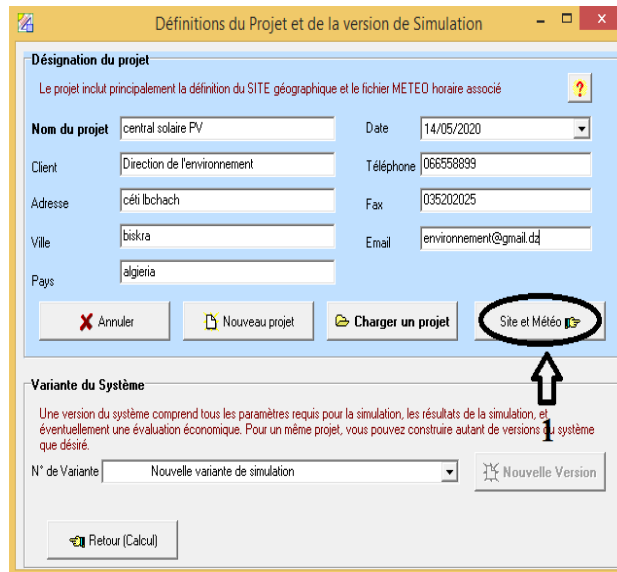 Définitions du Projet et de la version de Simulation
Désignation du projet
Le projet inclut principalement la définition du SITE géographique et le fichier METEO horaire associé
?
Nom du projet central solaire PV
Date 14/05/2020
Client Direction de l'environnement
Téléphone 066558899
Adresse céti lbchach
Fax 035202025
Ville biskra
Email environnement@gmail.dz
Pays algieria
Annuler Nouveau projet Charger un projet Site et Météo
Variante du Système
Une version du système comprend tous les paramètres requis pour la simulation, les résultats de la simulation, et
éventuellement une évaluation économique. Pour un même projet, vous pouvez construire autant de versions du système
que désiré.
1
N° de Variante Nouvelle variante de simulation
Nouvelle Version
Retour (Calcul)